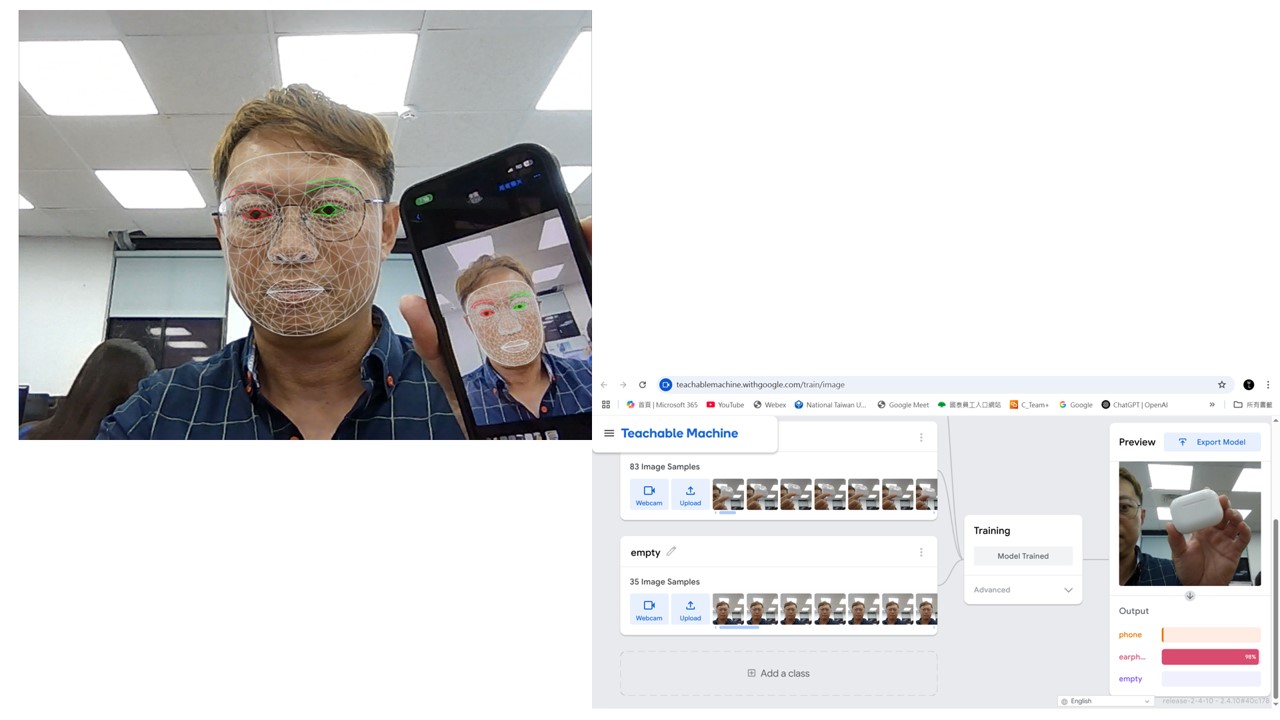 teachablemachine.withgoogle.com/train/image
首頁 | Microsoft 365
YouTube
Webex
National Taiwan U...
Google Meet
國泰員工入口網站
C_Team+
Google
ChatGPT | OpenAI
»
所有書籤
Teachable Machine
83 Image Samples
Webcam
Upload
empty
35 Image Samples
Webcam
Upload
Add a class
Training
Model Trained
Advanced
Preview
Export Model
Output
phone
earph...
98%
empty
English
release-2-4-10 - 2.4.10#40c178